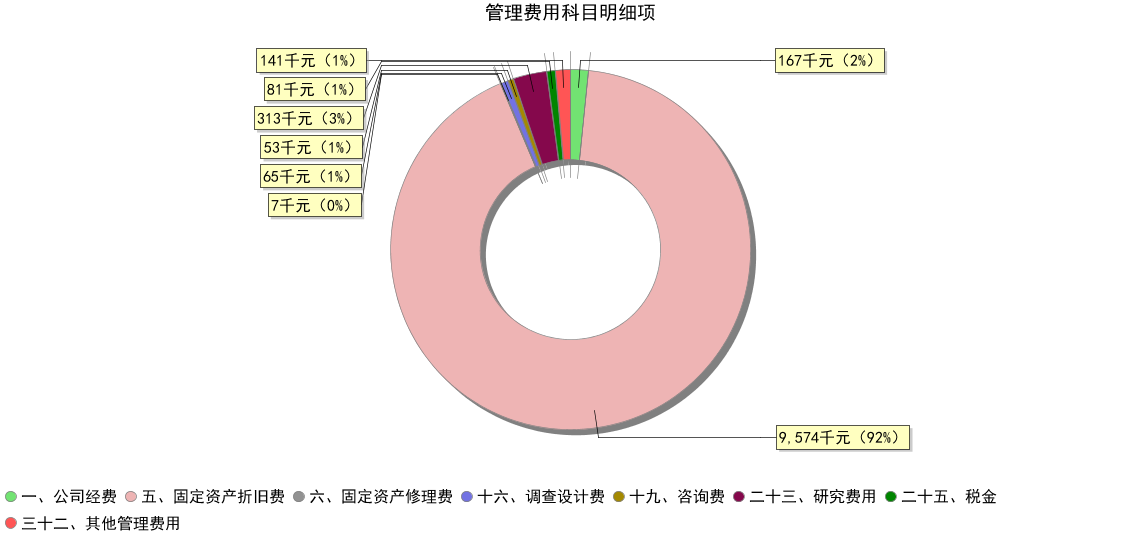 管理费用科目明细项
141千元（1%）
167千元（2%）
81千元（1%）
313千元（3%）
53千元（1%）
65千元（1%）
7千元（0%）
9,574千元（92%）
一、公司经费 五、固定资产折旧费 六、固定资产修理费 十六、调查设计费 十九、咨询费 二十三、研究费用 二十五、税金
三十二、其他管理费用